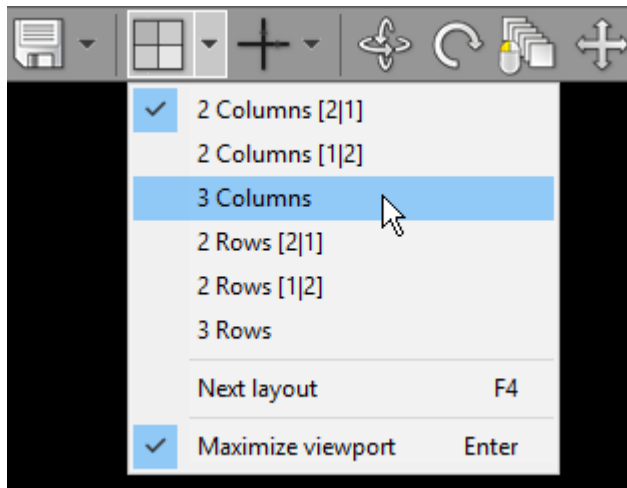 2 Columns [2|1]
2 Columns [1|2]
3 Columns
2 Rows [2|1]
2 Rows [1|2]
3 Rows
Next layout F4
Maximize viewport Enter